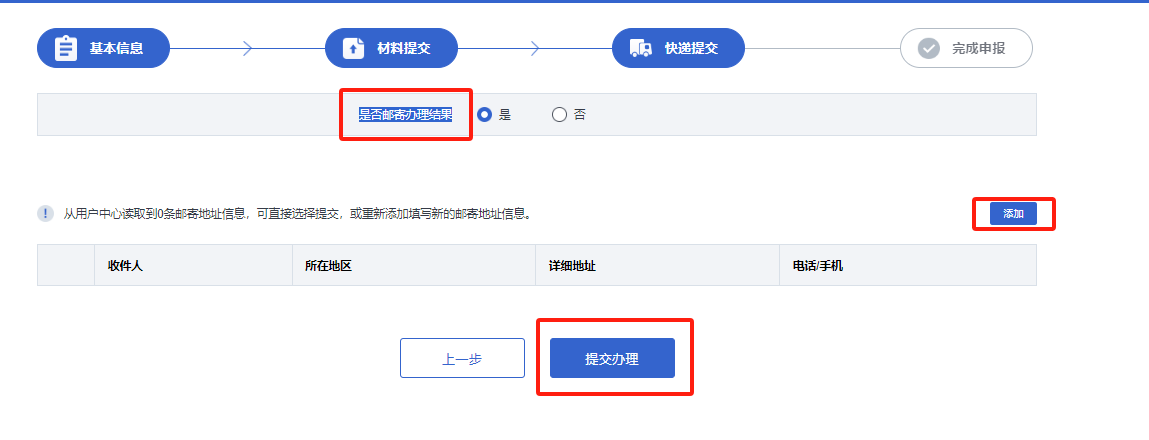 基本信息 材料提交 快递提交 完成申报
是否邮寄办理结果 是 否
! 从用户中心读取到0条邮寄地址信息，可直接选择提交，或重新添加填写新的邮寄地址信息。 添加
收件人 所在地区 详细地址 电话/手机
上一步 提交办理